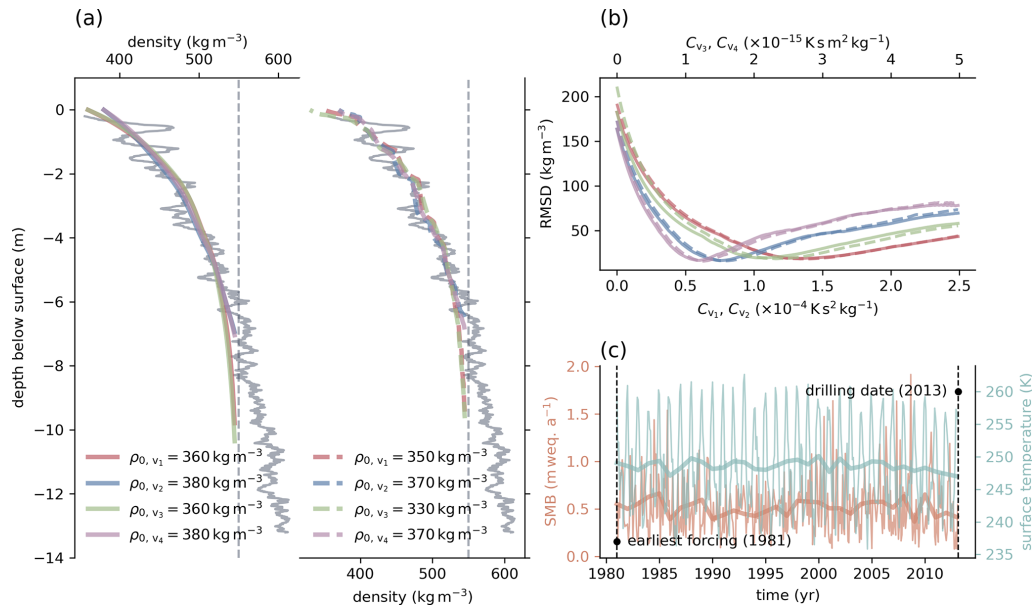 (a)
density (kg m⁻³)
400 500 600
0
−2
−4
−6
−8
−10
−12
−14
depth below surface (m)
ρ0, v1 = 360 kg m⁻³
ρ0, v2 = 380 kg m⁻³
ρ0, v3 = 360 kg m⁻³
ρ0, v4 = 380 kg m⁻³
ρ0, v1 = 350 kg m⁻³
ρ0, v2 = 370 kg m⁻³
ρ0, v3 = 330 kg m⁻³
ρ0, v4 = 370 kg m⁻³
400 500 600
density (kg m⁻³)
(b)
Cv3, Cv4 (×10⁻¹⁵ K s m² kg⁻¹)
0 1 2 3 4 5
200
150
100
50
RMSD (kg m⁻³)
0.0 0.5 1.0 1.5 2.0 2.5
Cv1, Cv2 (×10⁻⁴ K s² kg⁻¹)
(c)
2.0
1.5
1.0
0.5
0.0
SMB (m weq. a⁻¹)
drilling date (2013)
earliest forcing (1981)
260
255
250
245
240
235
surface temperature (K)
1980 1985 1990 1995 2000 2005 2010
time (yr)